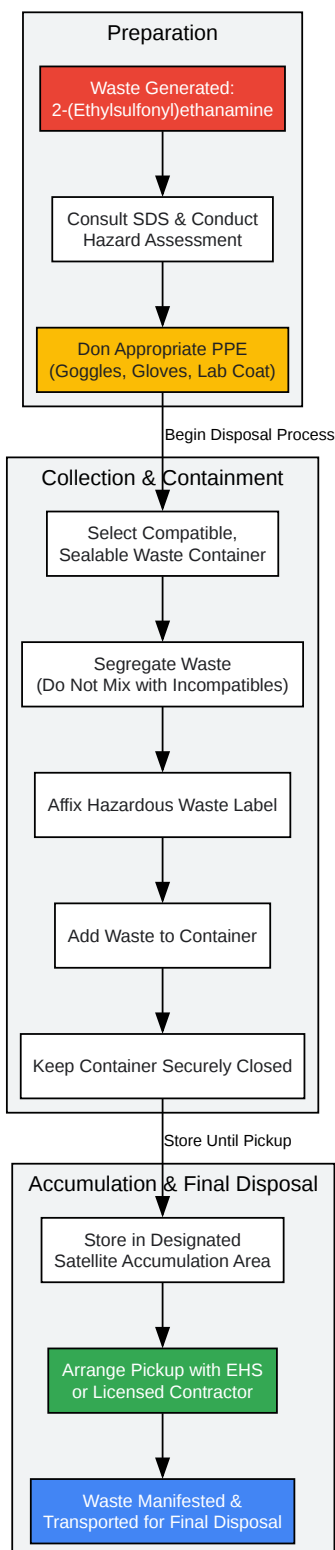 Preparation
Waste Generated:
2-(Ethylsulfonyl)ethanamine
Consult SDS & Conduct
Hazard Assessment
Don Appropriate PPE
(Goggles, Gloves, Lab Coat)
Begin Disposal Process
Collection & Containment
Select Compatible,
Sealable Waste Container
Segregate Waste
(Do Not Mix with Incompatibles)
Affix Hazardous Waste Label
Add Waste to Container
Keep Container Securely Closed
Store Until Pickup
Accumulation & Final Disposal
Store in Designated
Satellite Accumulation Area
Arrange Pickup with EHS
or Licensed Contractor
Waste Manifested &
Transported for Final Disposal